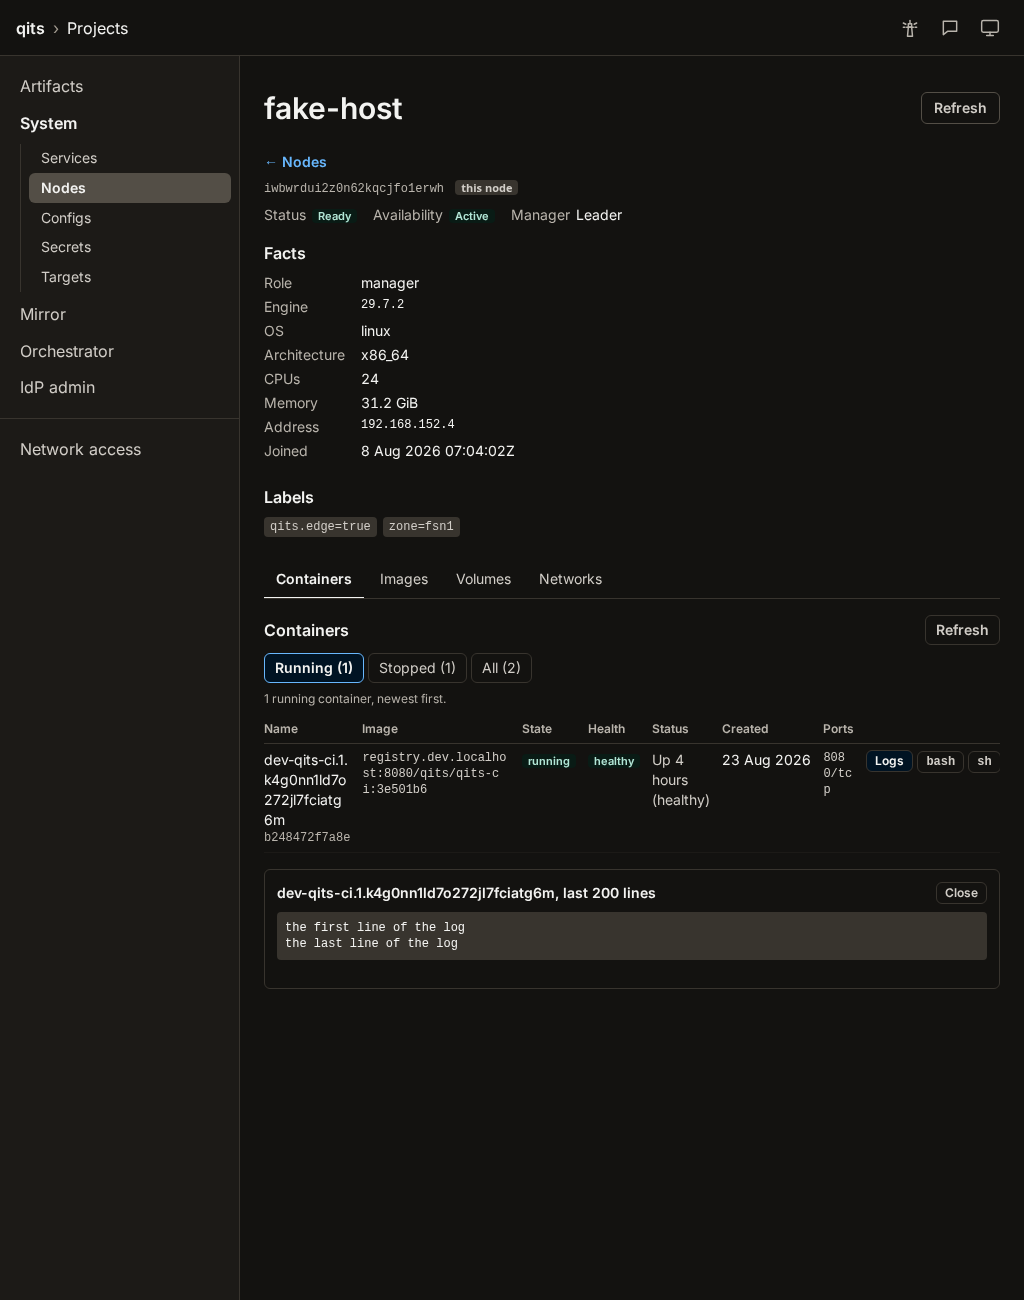 qits › Projects
Artifacts
System
Services
Nodes
Configs
Secrets
Targets
Mirror
Orchestrator
IdP admin
Network access
fake-host
Refresh
← Nodes
iwbwrdui2z0n62kqcjfo1erwh this node
Status Ready Availability Active Manager Leader
Facts
Role manager
Engine 29.7.2
OS linux
Architecture x86_64
CPUs 24
Memory 31.2 GiB
Address 192.168.152.4
Joined 8 Aug 2026 07:04:02Z
Labels
qits.edge=true zone=fsn1
Containers Images Volumes Networks
Containers
Refresh
Running (1) Stopped (1) All (2)
1 running container, newest first.
Name Image State Health Status Created Ports
dev-qits-ci.1.
k4g0nn1ld7o
272jl7fciatg
6m
b248472f7a8e
registry.dev.localho
st:8080/qits/qits-c
i:3e501b6
running
healthy
Up 4
hours
(healthy)
23 Aug 2026
808
0/tc
p
Logs bash sh
dev-qits-ci.1.k4g0nn1ld7o272jl7fciatg6m, last 200 lines
Close
the first line of the log
the last line of the log